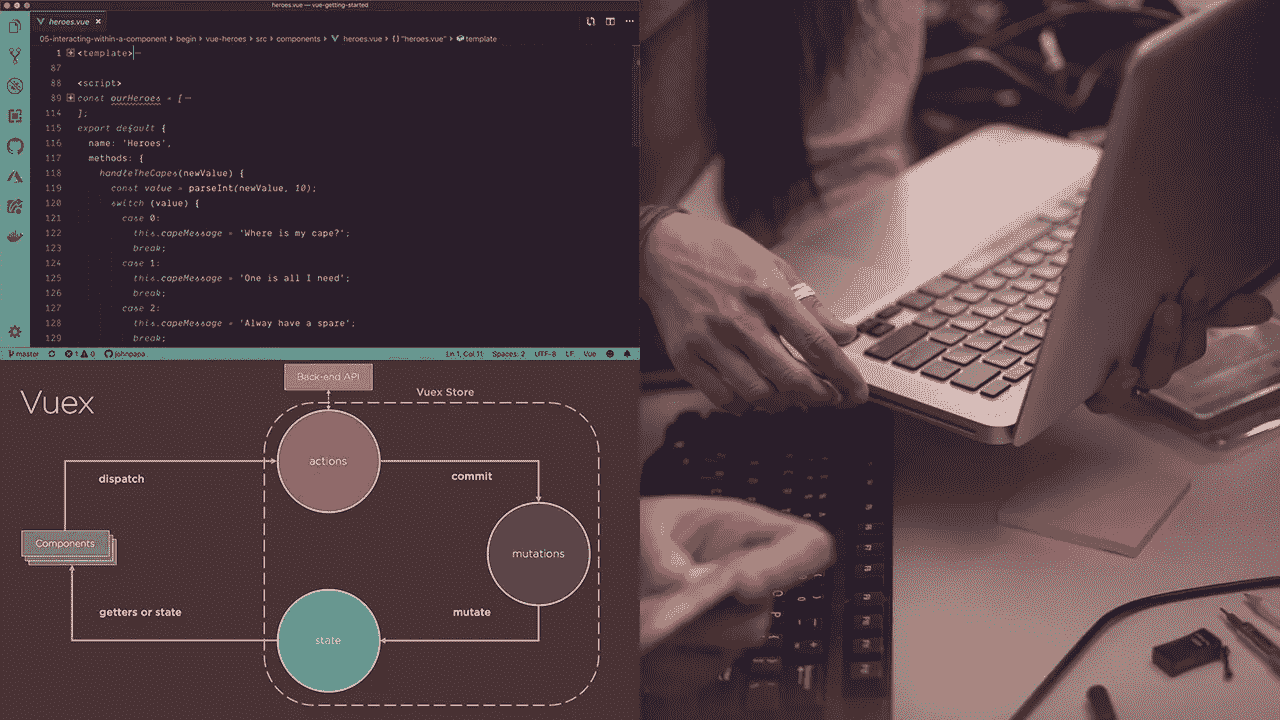 heroes.vue — vue-getting-started
heroes.vue ×
05-interacting-within-a-component › begin › vue-heroes › src › components › heroes.vue › {} "heroes.vue" › template
1 <template>
87
88 <script>
89 const ourHeroes = [
114 ];
115 export default {
116 name: 'Heroes',
117 methods: {
118 handleTheCapes(newValue) {
119 const value = parseInt(newValue, 10);
120 switch (value) {
121 case 0:
122 this.capeMessage = 'Where is my cape?';
123 break;
124 case 1:
125 this.capeMessage = 'One is all I need';
126 break;
127 case 2:
128 this.capeMessage = 'Alway have a spare';
129 break;
master 1 0 johnpapa Ln 1, Col 11 Spaces: 2 UTF-8 LF Vue
Vuex
Back-end API
Vuex Store
actions
dispatch
commit
Components
mutations
getters or state
mutate
state